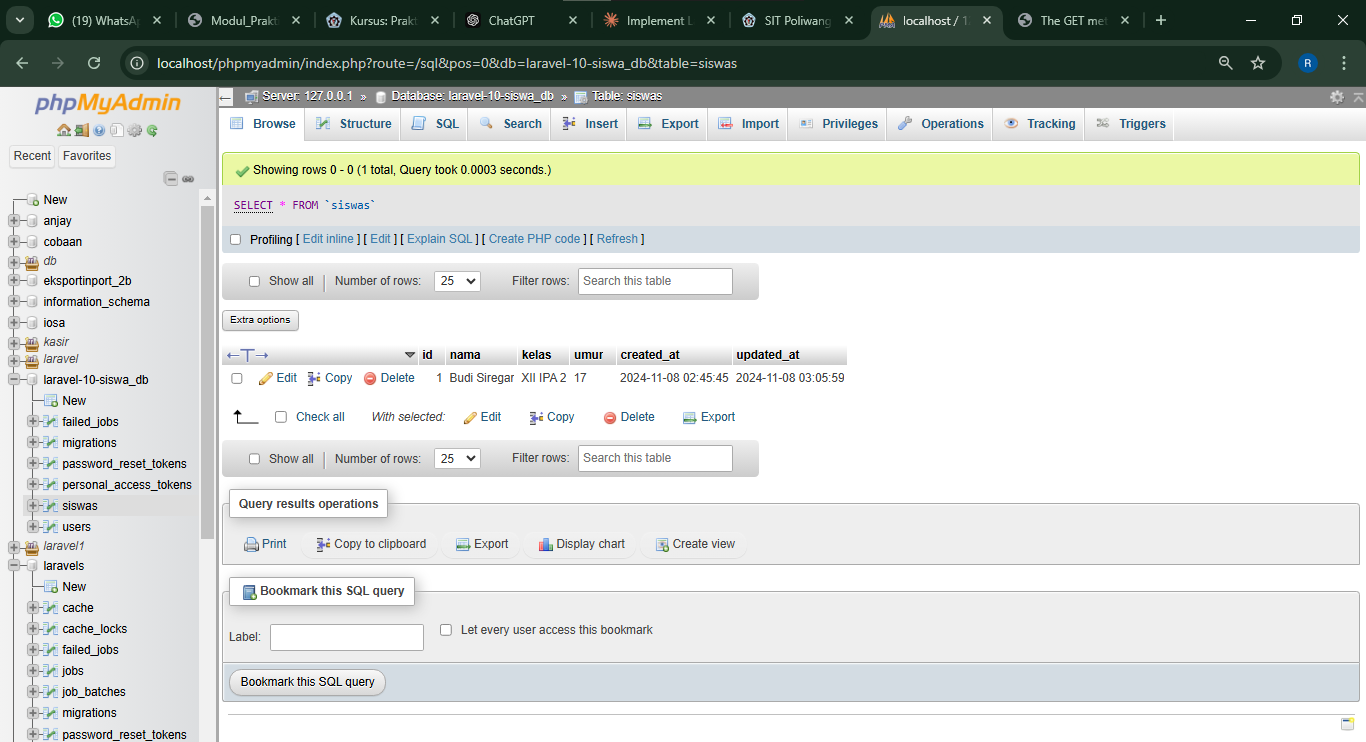 (19) WhatsA
Modul_Prakt
Kursus: Prakt
ChatGPT
Implement L
SIT Poliwang
localhost / 12
The GET met
localhost/phpmyadmin/index.php?route=/sql&pos=0&db=laravel-10-siswa_db&table=siswas
R
phpMyAdmin
Recent
Favorites
New
anjay
cobaan
db
eksportinport_2b
information_schema
iosa
kasir
laravel
laravel-10-siswa_db
New
failed_jobs
migrations
password_reset_tokens
personal_access_tokens
siswas
users
laravel1
laravels
New
cache
cache_locks
failed_jobs
jobs
job_batches
migrations
password_reset_tokens
Server: 127.0.0.1 » Database: laravel-10-siswa_db » Table: siswas
Browse Structure SQL Search Insert Export Import Privileges Operations Tracking Triggers
Showing rows 0 - 0 (1 total, Query took 0.0003 seconds.)
SELECT * FROM `siswas`
Profiling [ Edit inline ] [ Edit ] [ Explain SQL ] [ Create PHP code ] [ Refresh ]
Show all Number of rows: 25 Filter rows: Search this table
Extra options
id nama kelas umur created_at updated_at
Edit Copy Delete 1 Budi Siregar XII IPA 2 17 2024-11-08 02:45:45 2024-11-08 03:05:59
Check all With selected: Edit Copy Delete Export
Show all Number of rows: 25 Filter rows: Search this table
Query results operations
Print Copy to clipboard Export Display chart Create view
Bookmark this SQL query
Label: Let every user access this bookmark
Bookmark this SQL query